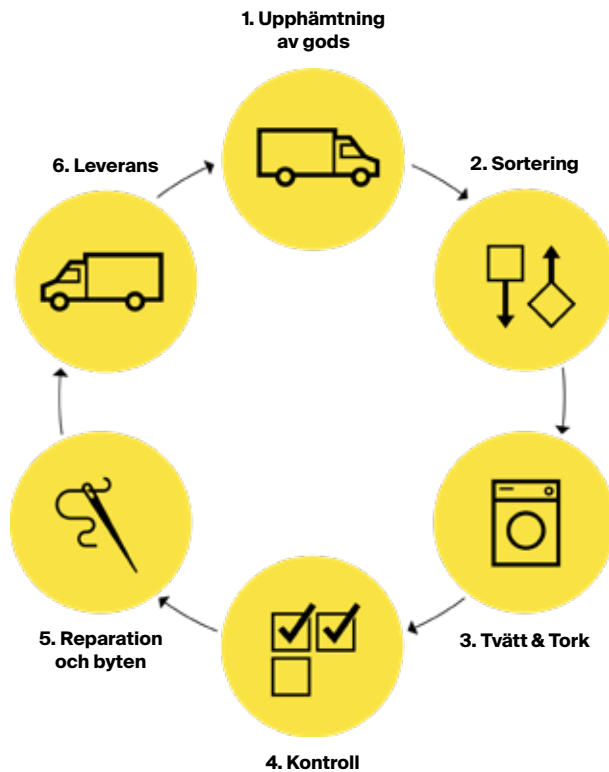 1. Upphämtning
av gods
2. Sortering
3. Tvätt & Tork
4. Kontroll
5. Reparation
och byten
6. Leverans